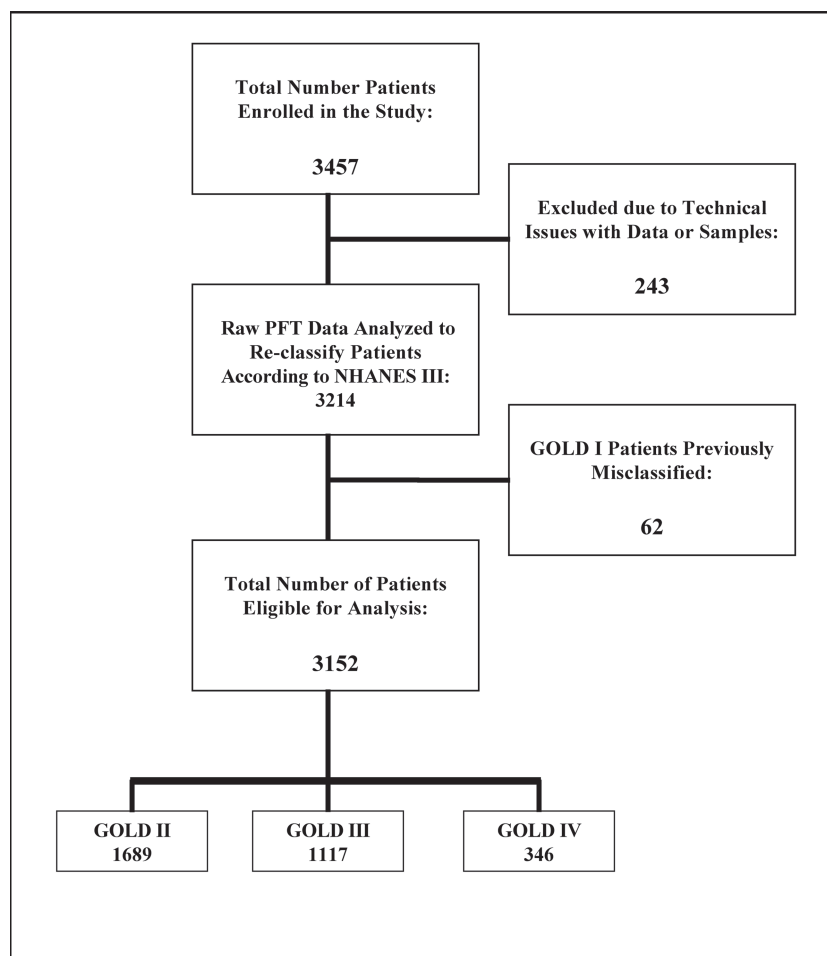 Total Number Patients
Enrolled in the Study:
3457
Excluded due to Technical
Issues with Data or Samples:
243
Raw PFT Data Analyzed to
Re-classify Patients
According to NHANES III:
3214
GOLD I Patients Previously
Misclassified:
62
Total Number of Patients
Eligible for Analysis:
3152
GOLD II
1689
GOLD III
1117
GOLD IV
346